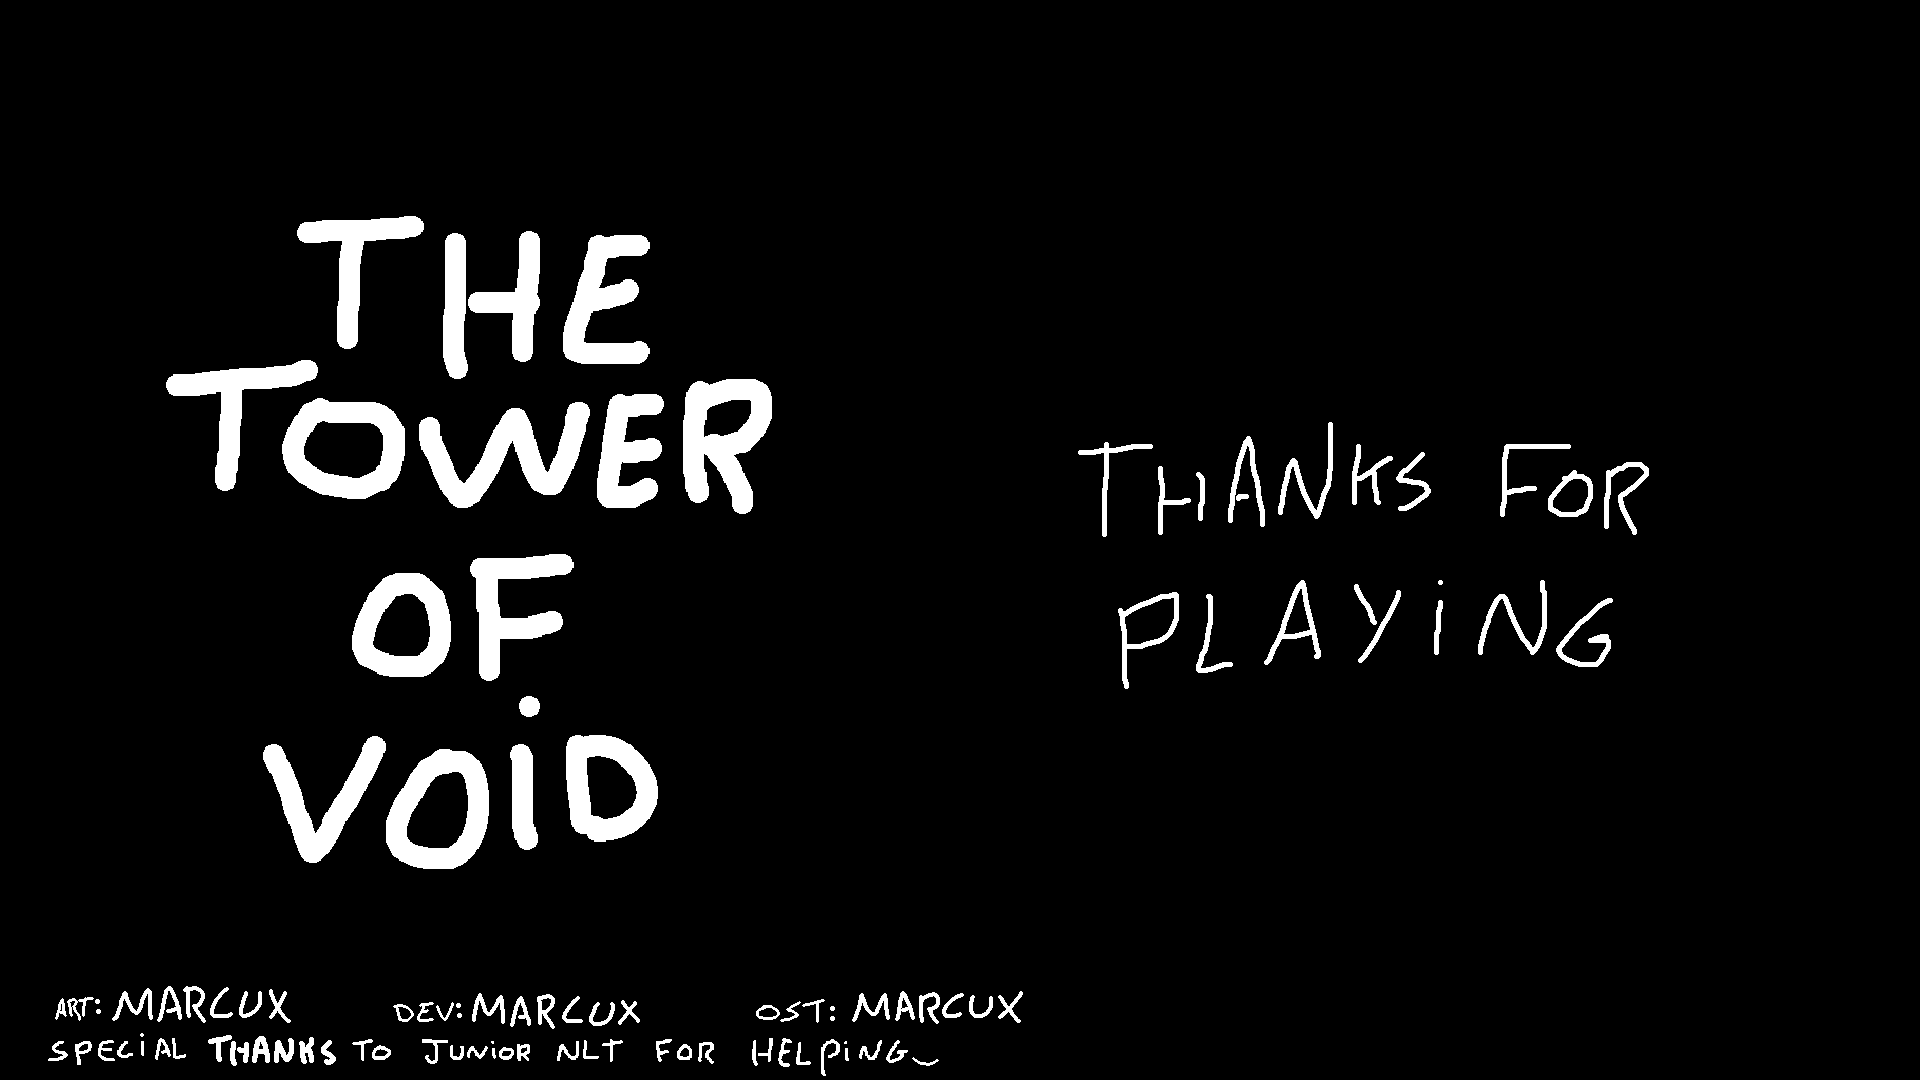 THE
TOWER
OF
VOiD
THANKS FOR
PLAYiNG
ART: MARCUX DEV: MARCUX OST: MARCUX
SPECiAL THANKS TO JUNiOR NLT FOR HELPiNG